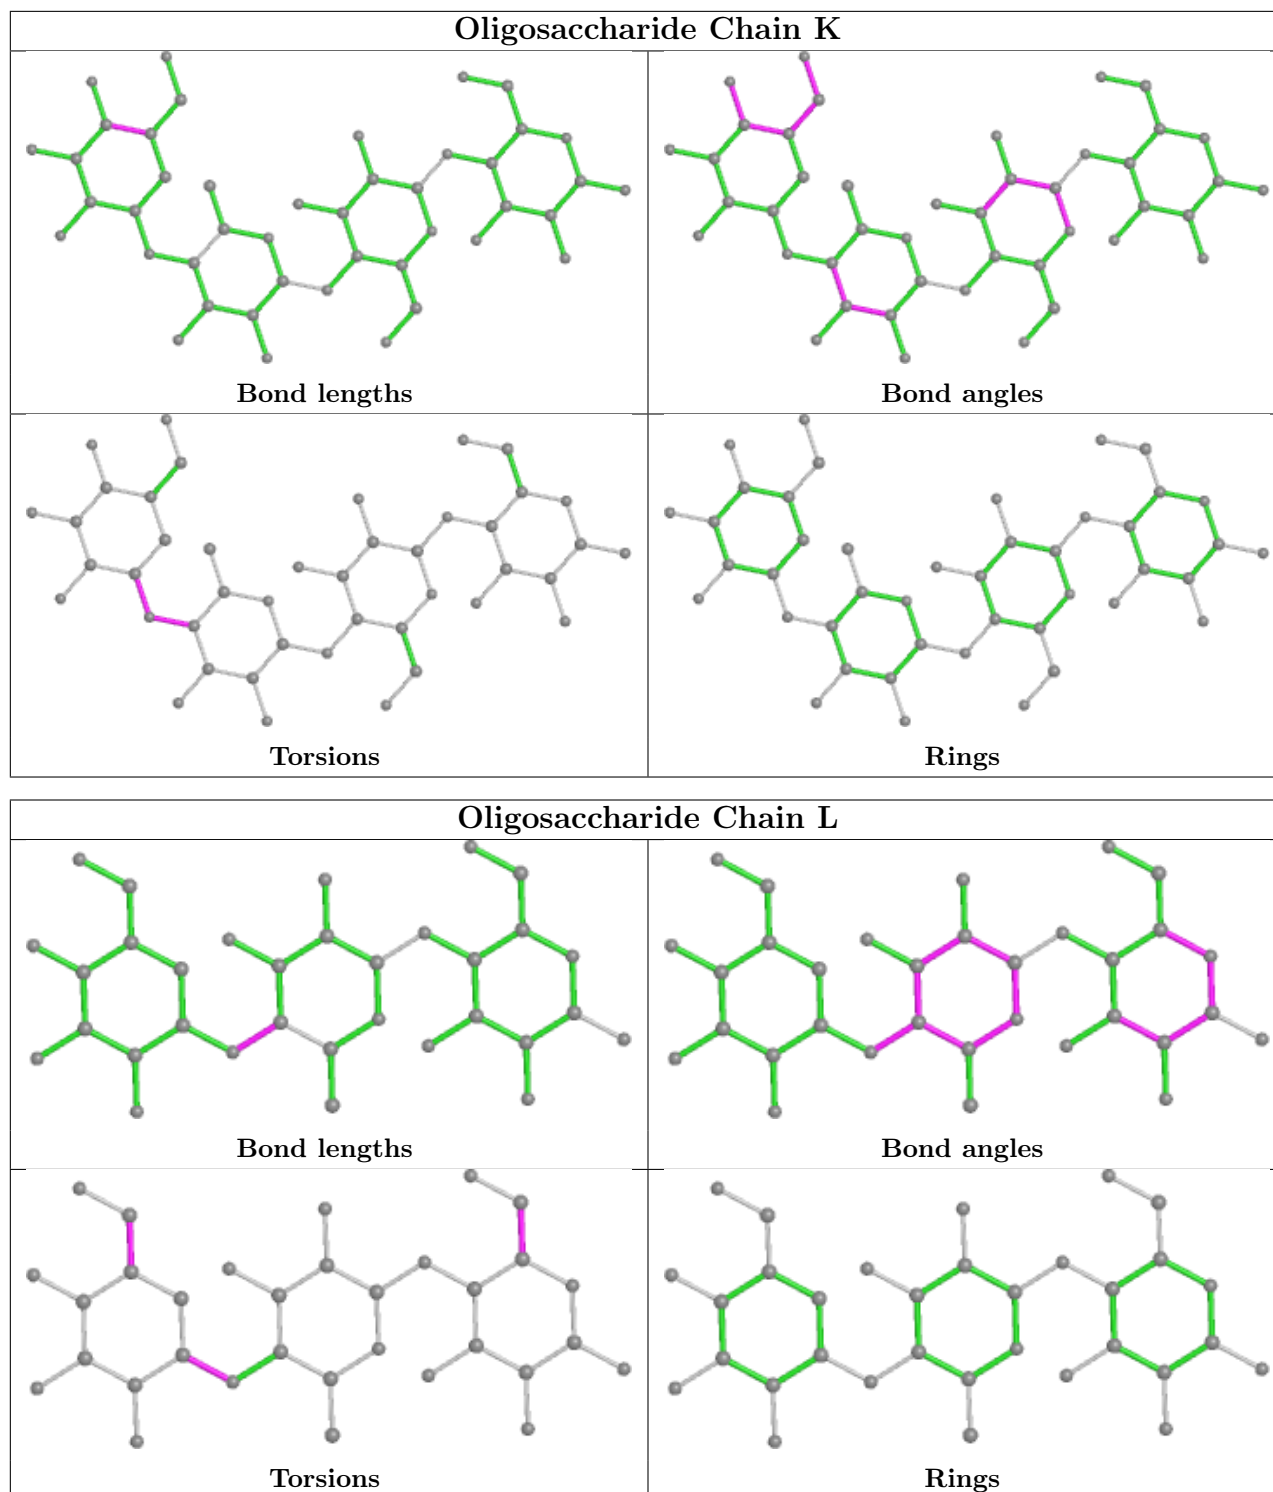 Oligosaccharide Chain K
Bond lengths
Bond angles
Torsions
Rings
Oligosaccharide Chain L
Bond lengths
Bond angles
Torsions
Rings